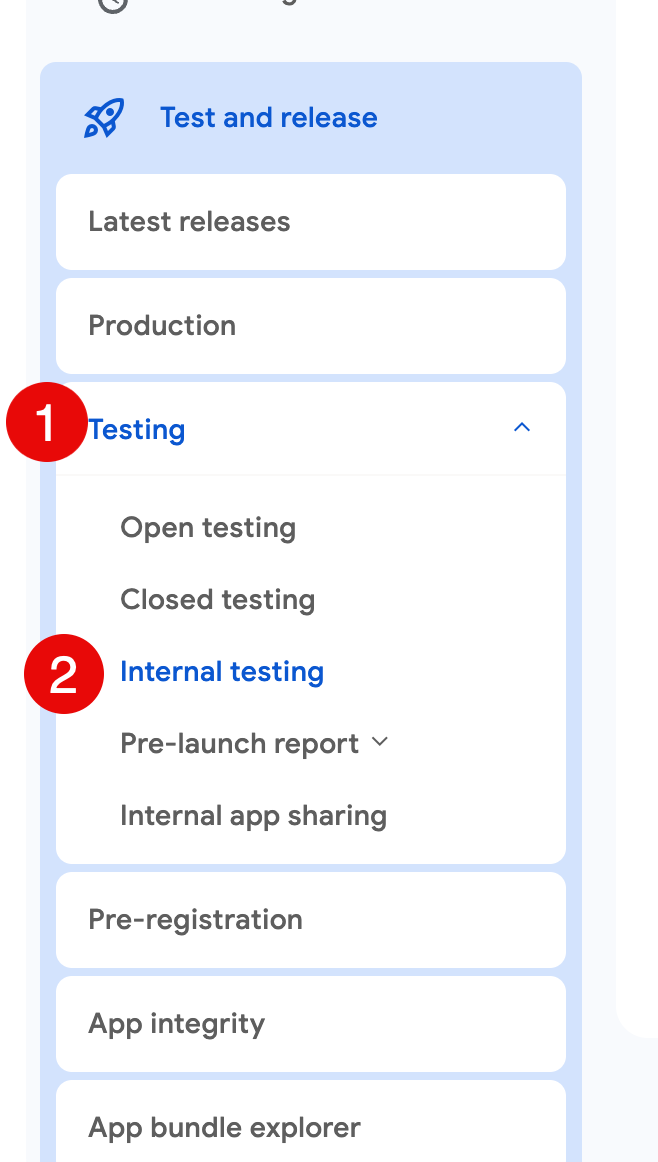 Test and release
Latest releases
Production
1 Testing
Open testing
Closed testing
2 Internal testing
Pre-launch report
Internal app sharing
Pre-registration
App integrity
App bundle explorer